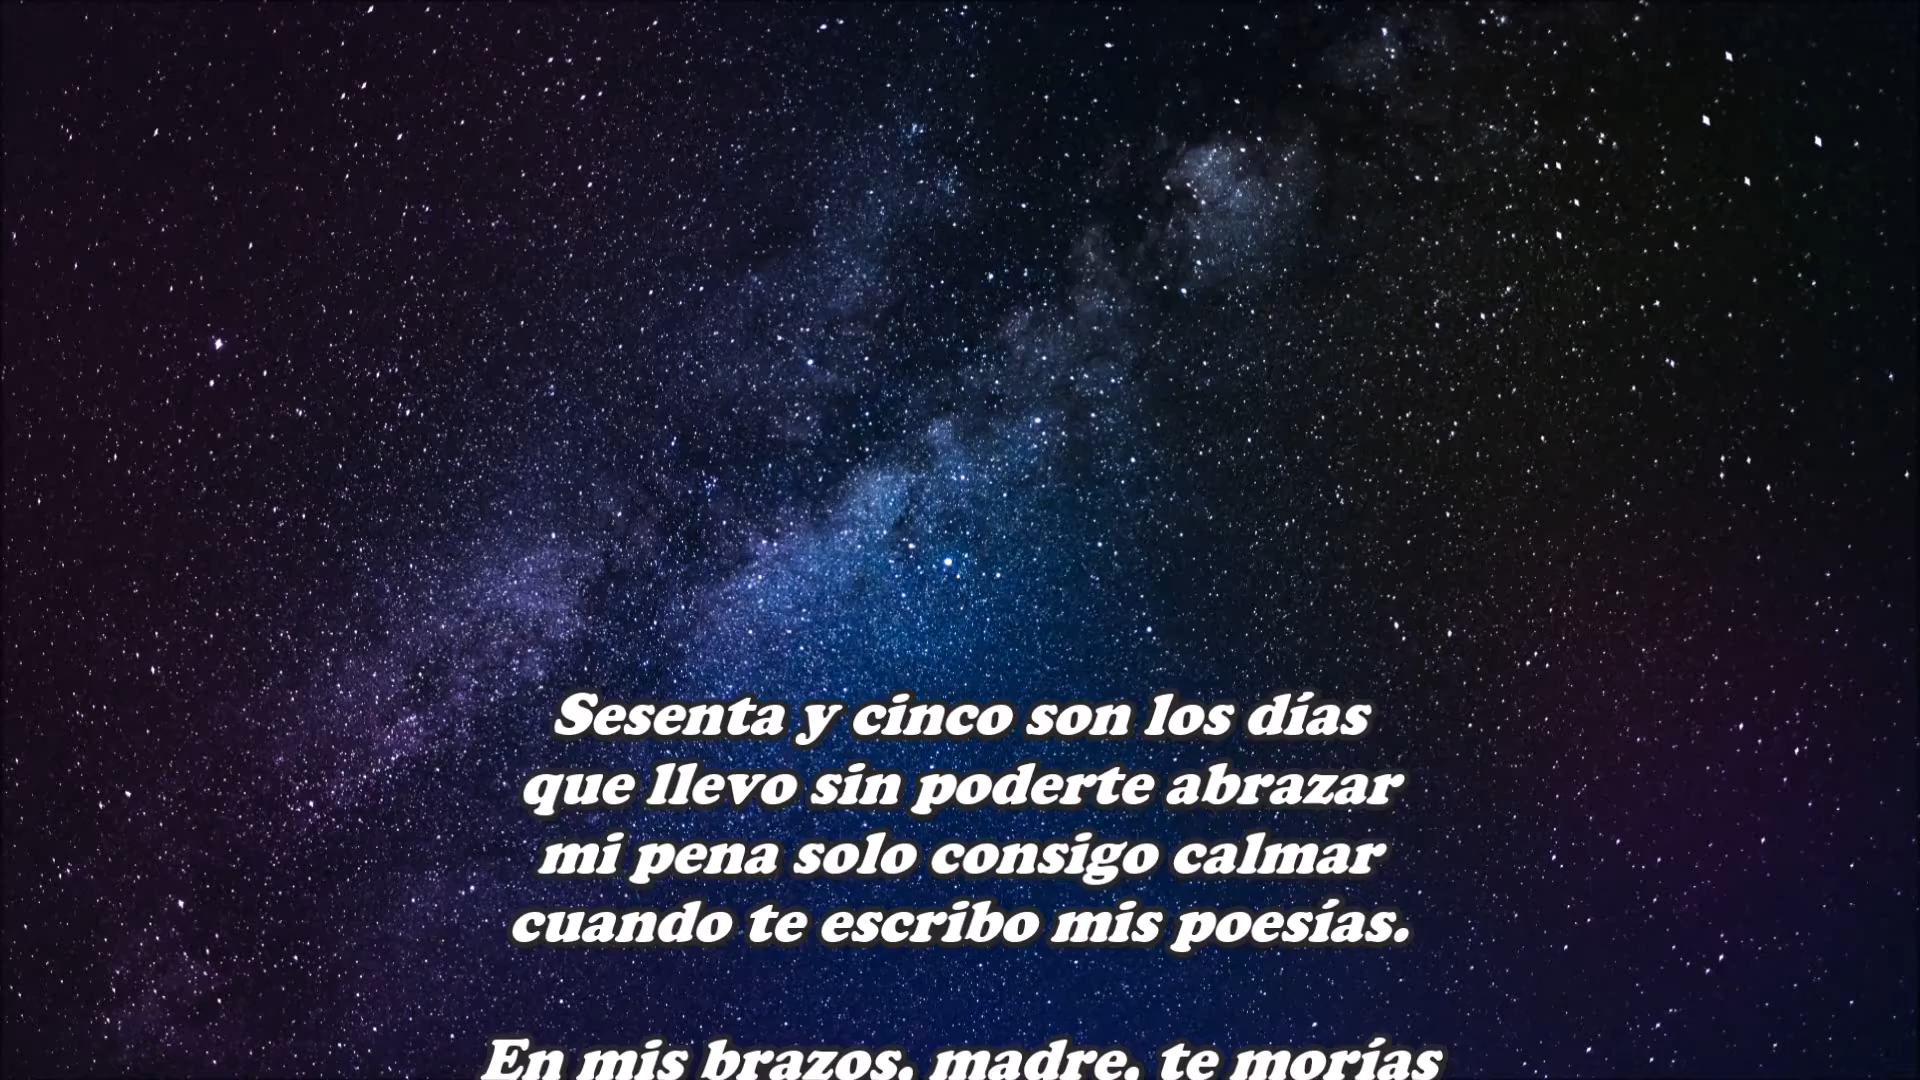 Sesenta y cinco son los días
que llevo sin poderte abrazar
mi pena solo consigo calmar
cuando te escribo mis poesías.
En mis brazos, madre, te morías